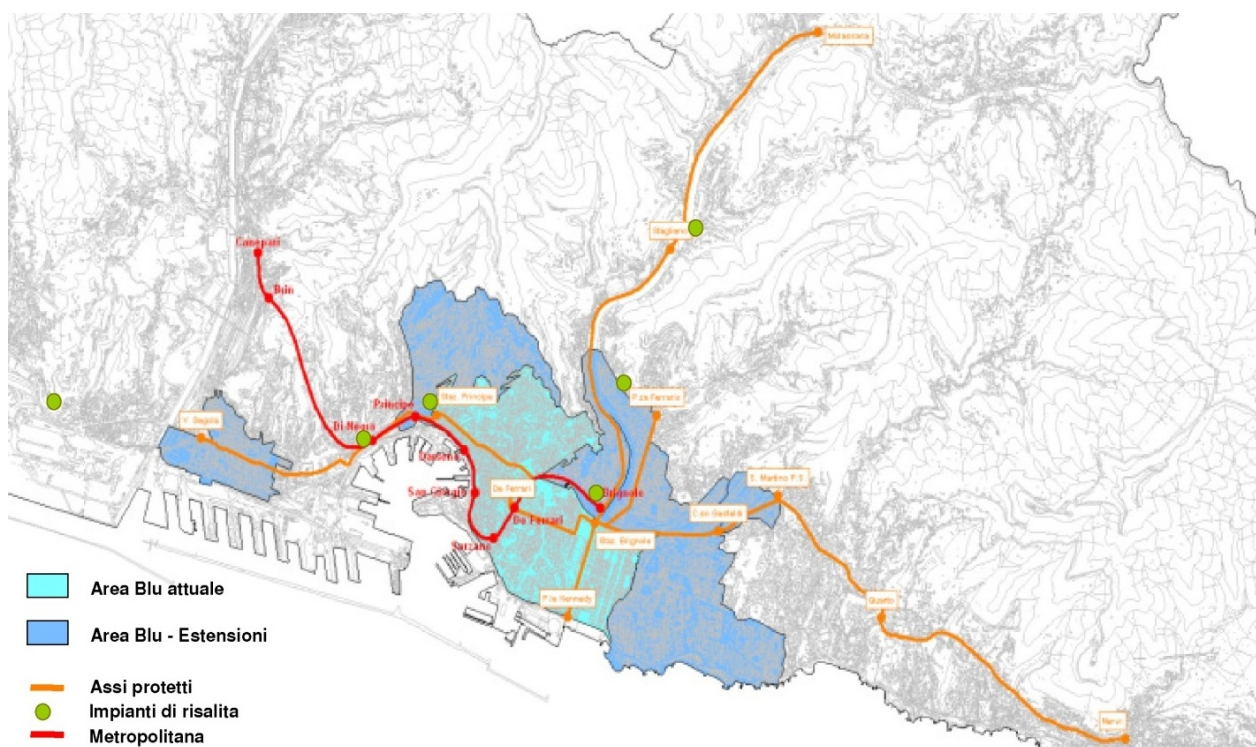 Molassana
Staglieno
Canepari
Brin
Staz. Principe
P.za Ferraris
Principe
V. Degola
Di Negro
Darsena
S. Martino P.S.
San Giorgio
De Ferrari
Brignole
C.so Gastaldi
De Ferrari
Staz. Brignole
Sarzano
P.le Kennedy
Quarto
Nervi
Area Blu attuale
Area Blu - Estensioni
Assi protetti
Impianti di risalita
Metropolitana